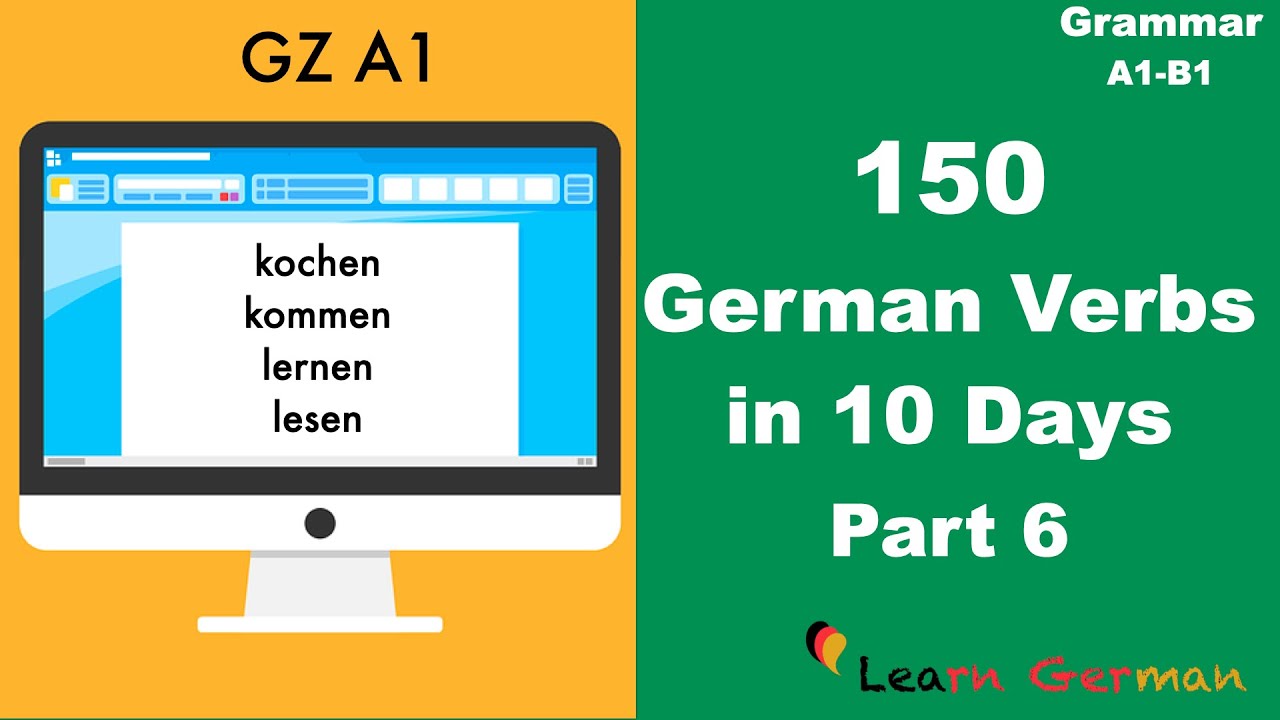 GZ A1
kochen
kommen
lernen
lesen
Grammar
A1-B1
150
German Verbs
in 10 Days
Part 6
Learn German